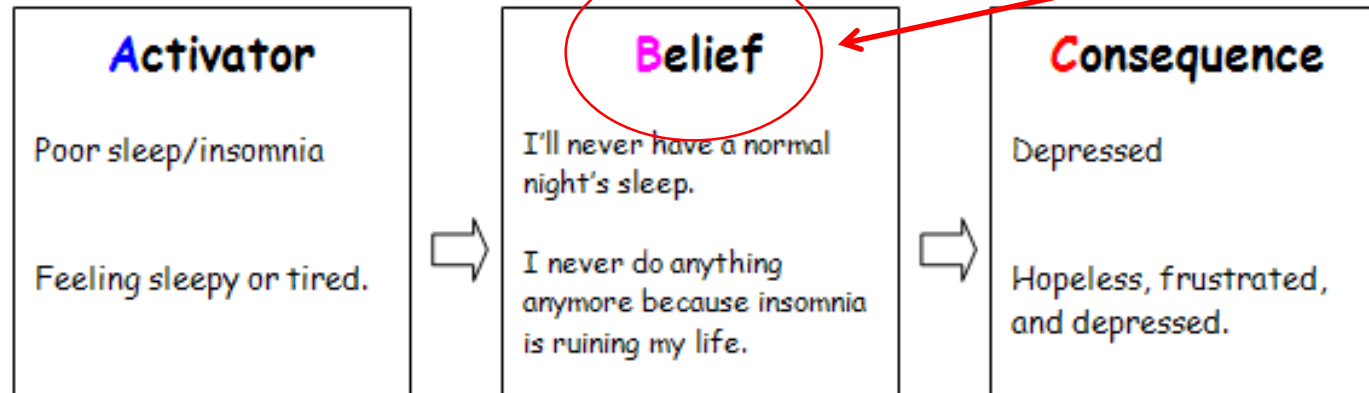 Activator
Poor sleep/insomnia
Feeling sleepy or tired.
Belief
I'll never have a normal
night's sleep.
I never do anything
anymore because insomnia
is ruining my life.
Consequence
Depressed
Hopeless, frustrated,
and depressed.